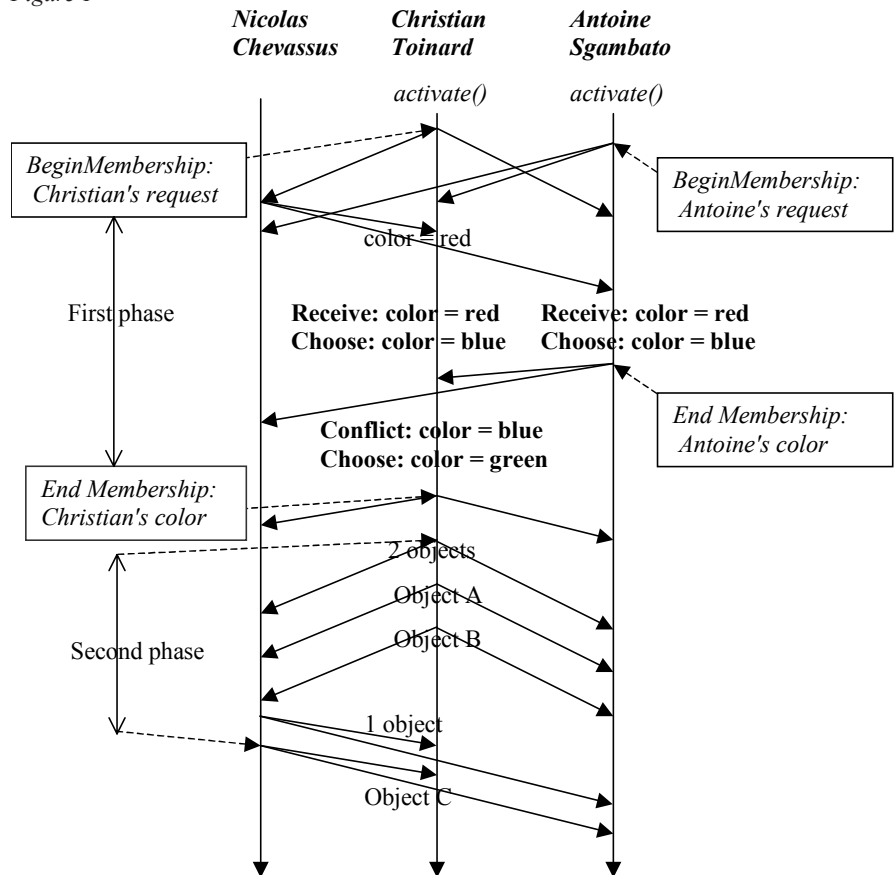 Nicolas
Chevassus
Christian
Toinard
Antoine
Sgambato
activate()
activate()
BeginMembership:
Christian's request
BeginMembership:
Antoine's request
color = red
First phase
Receive: color = red
Choose: color = blue
Receive: color = red
Choose: color = blue
End Membership:
Antoine's color
Conflict: color = blue
Choose: color = green
End Membership:
Christian's color
2 objects
Object A
Object B
Second phase
1 object
Object C